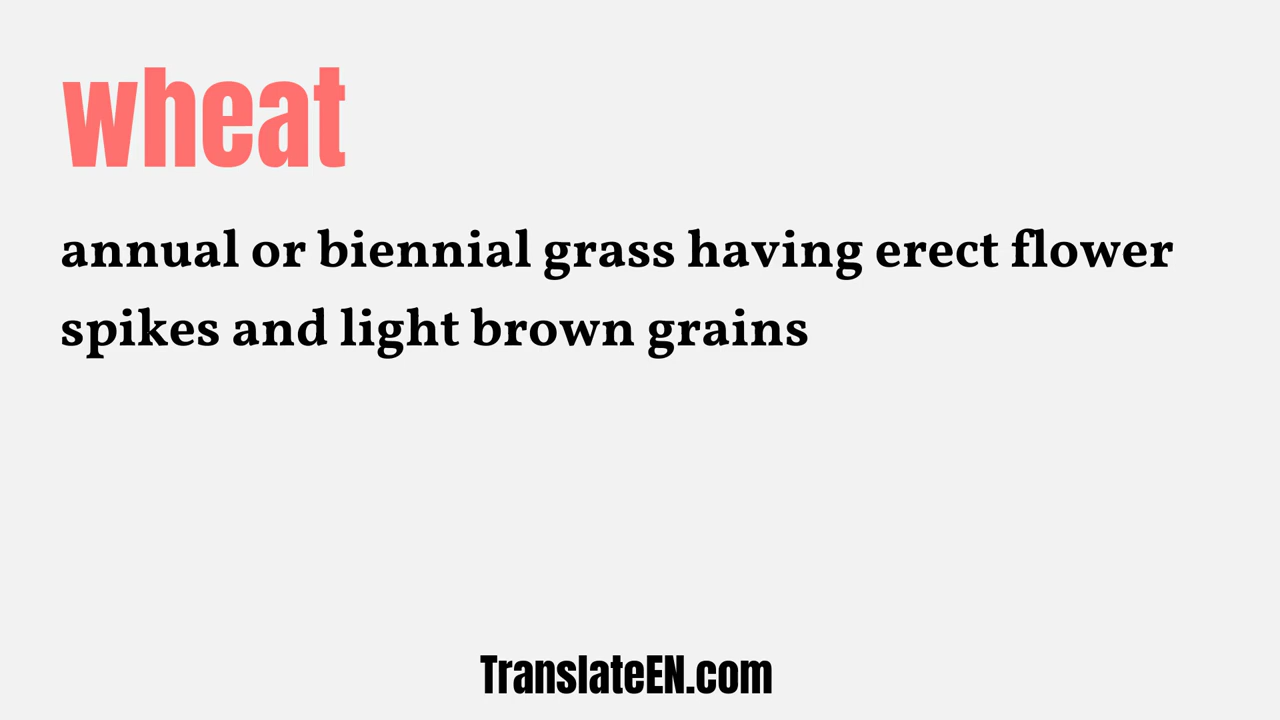 wheat
annual or biennial grass having erect flower
spikes and light brown grains
TranslateEN.com